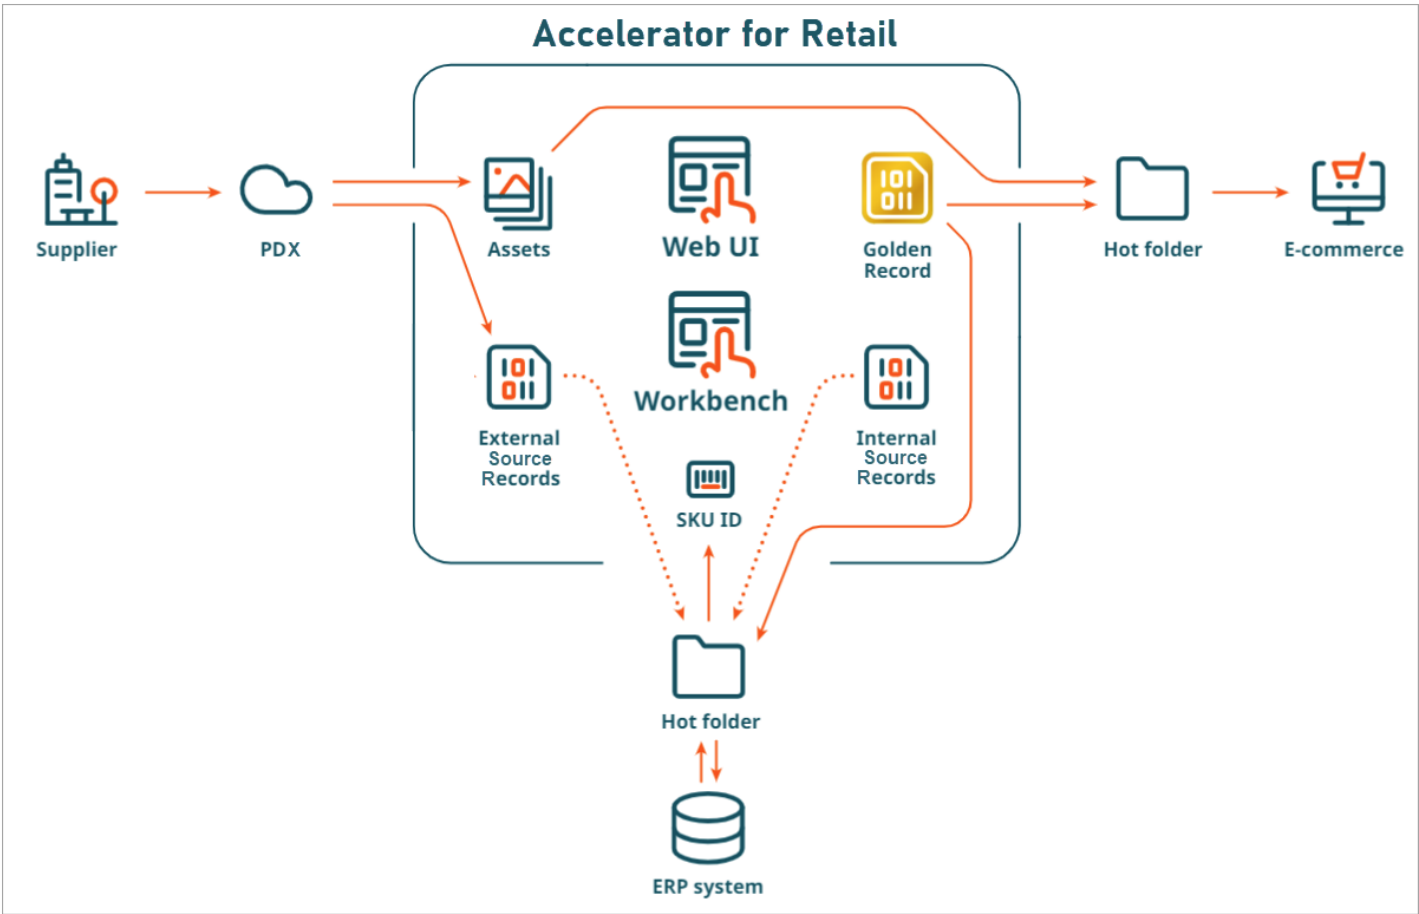 Accelerator for Retail
Supplier
PDX
Assets
Web UI
Golden
Record
Hot folder
E-commerce
Workbench
External
Source
Records
Internal
Source
Records
SKU ID
Hot folder
ERP system